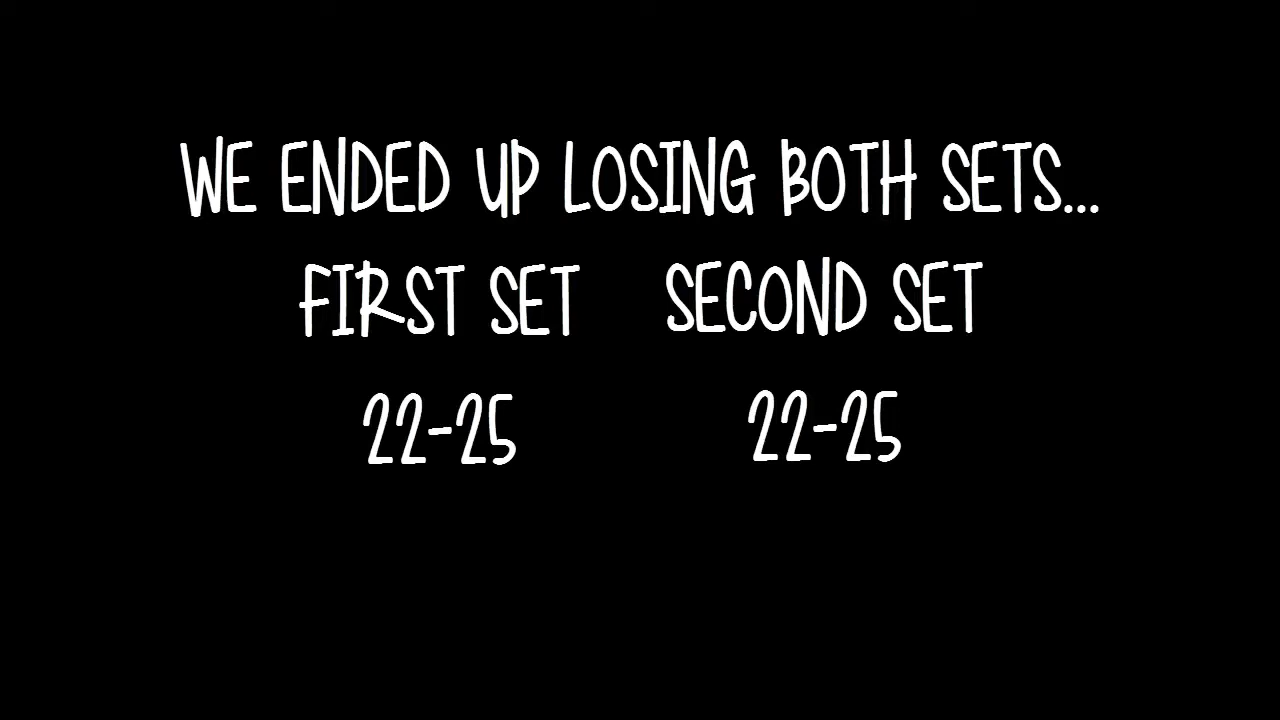 WE ENDED UP LOSING BOTH SETS...
FIRST SET SECOND SET
22-25 22-25